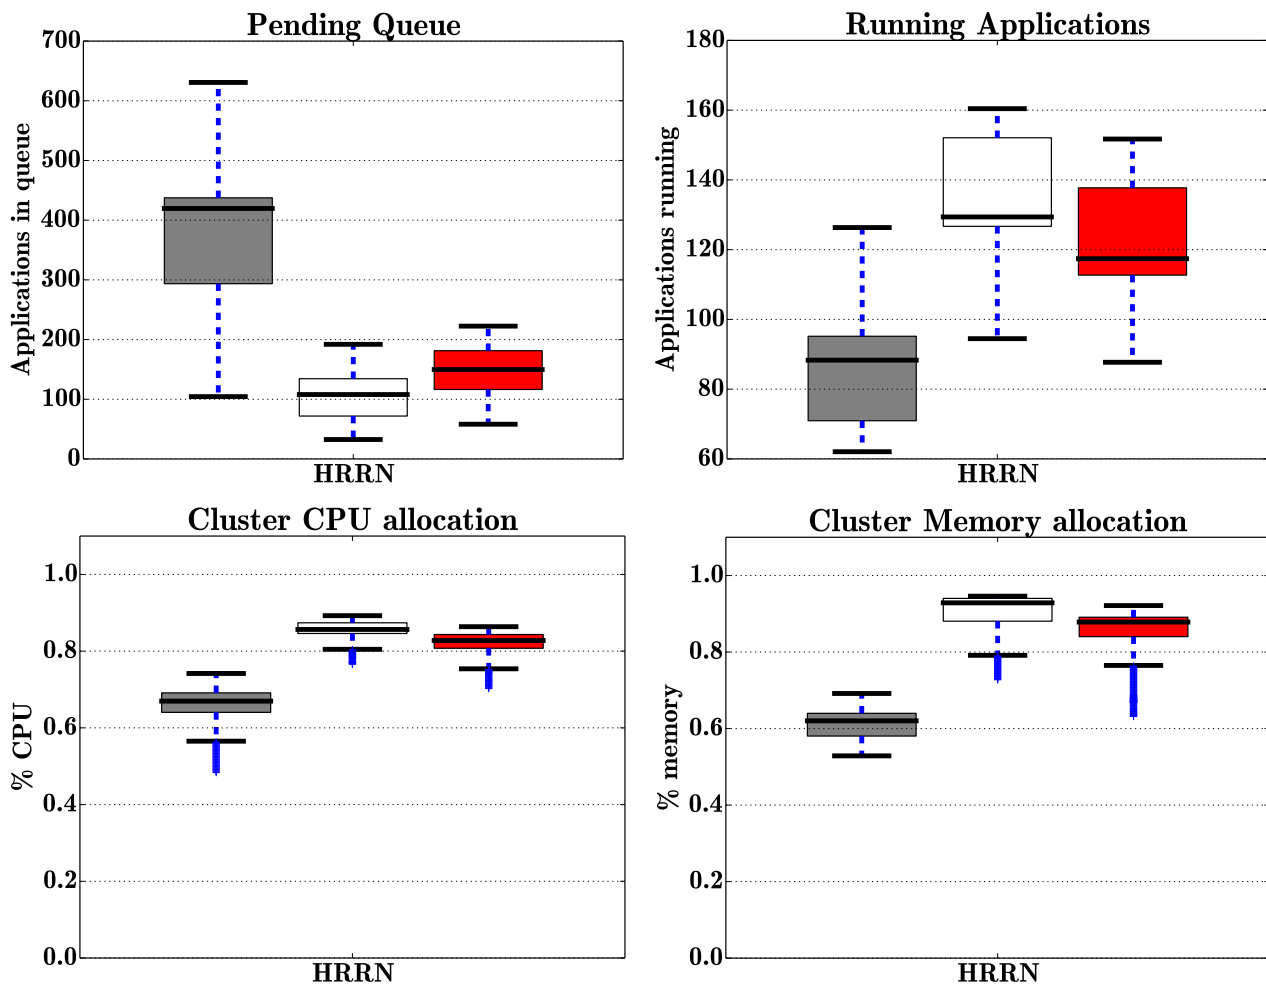 Pending Queue
Applications in queue
700
600
500
400
300
200
100
0
HRRN
Running Applications
Applications running
180
160
140
120
100
80
60
HRRN
Cluster CPU allocation
% CPU
1.0
0.8
0.6
0.4
0.2
0.0
HRRN
Cluster Memory allocation
% memory
1.0
0.8
0.6
0.4
0.2
0.0
HRRN